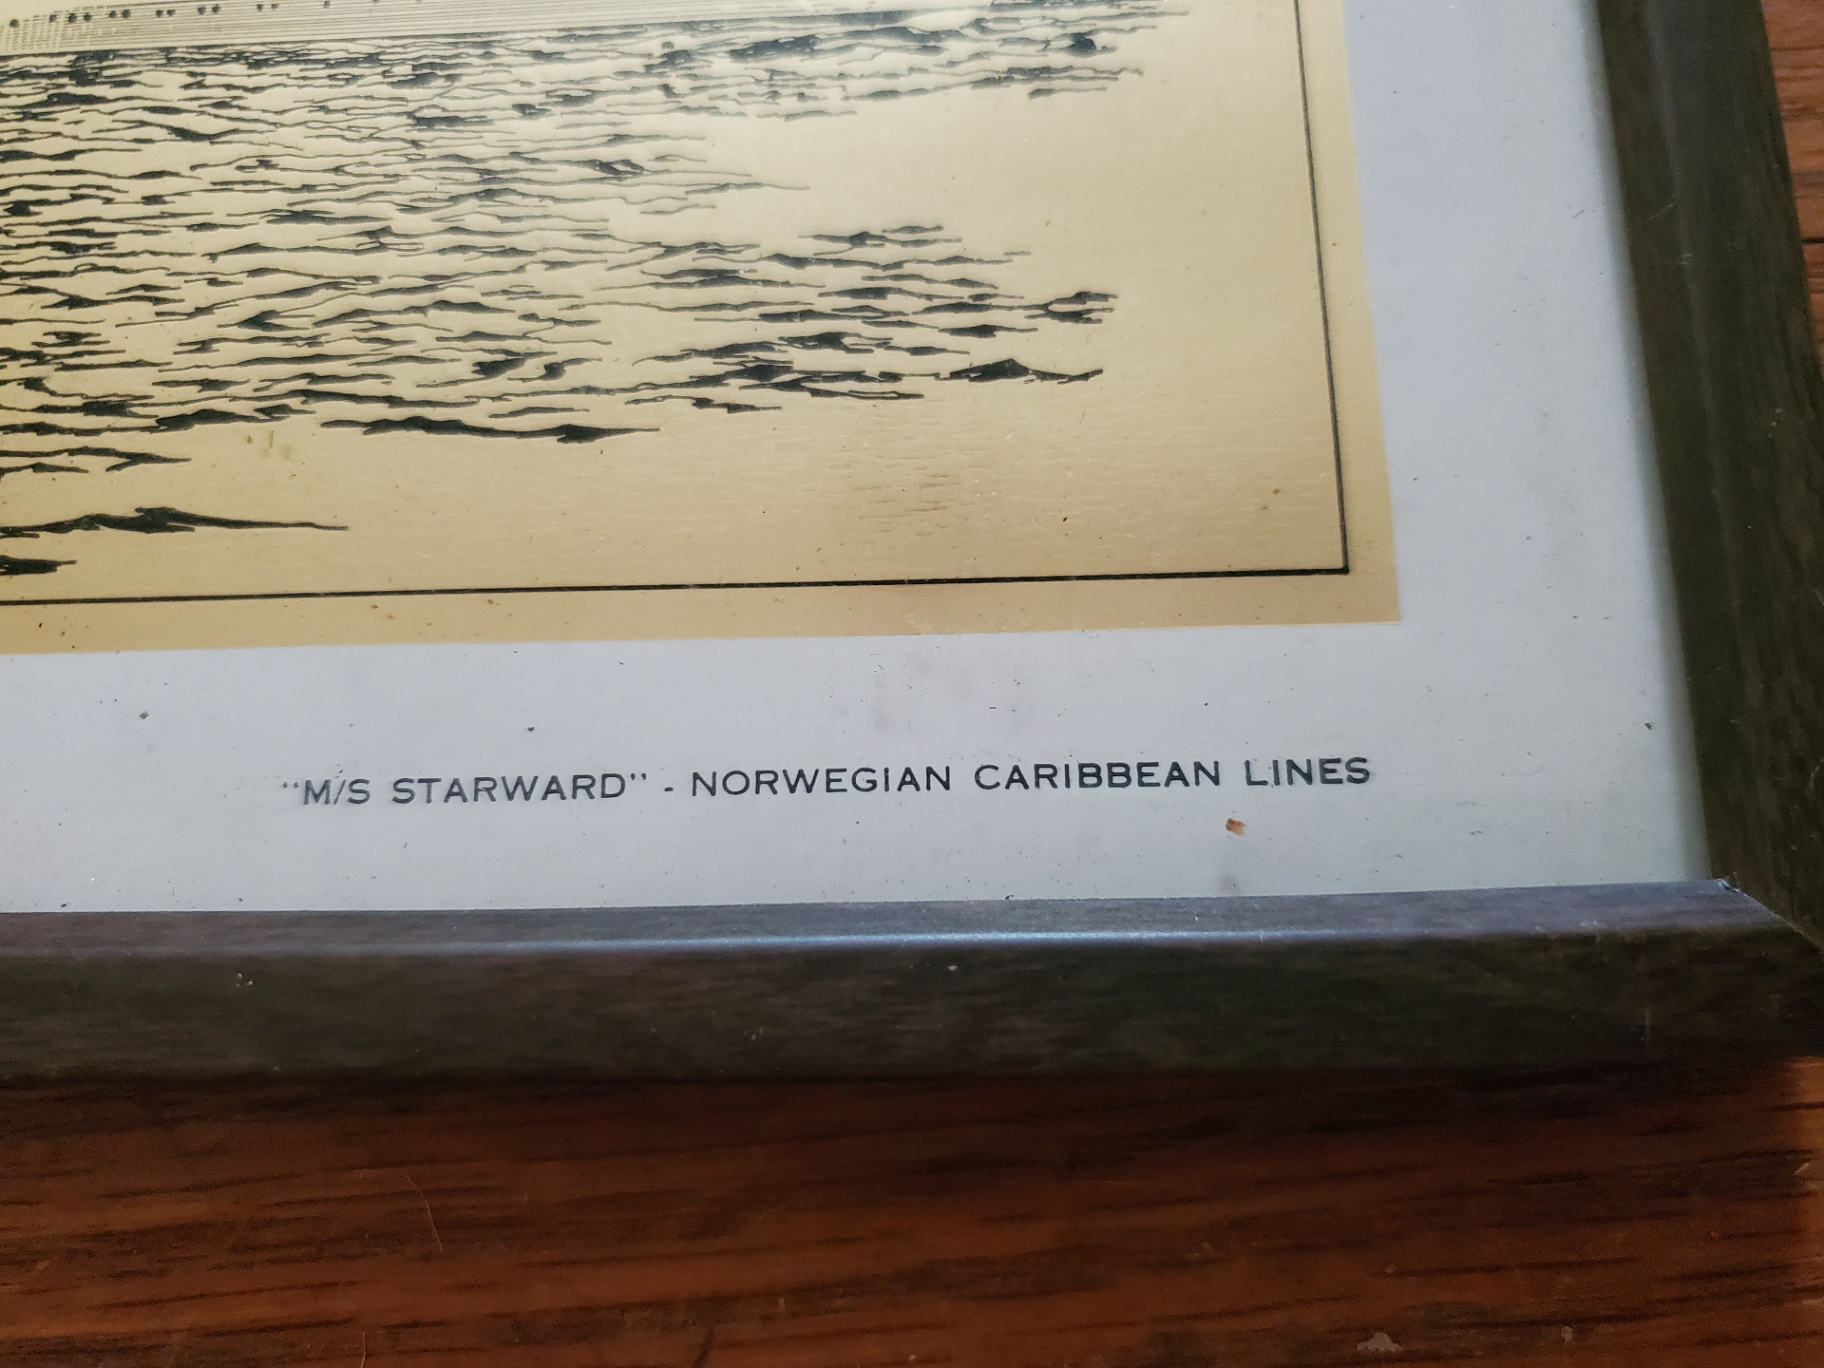 "M/S STARWARD" - NORWEGIAN CARIBBEAN LINES